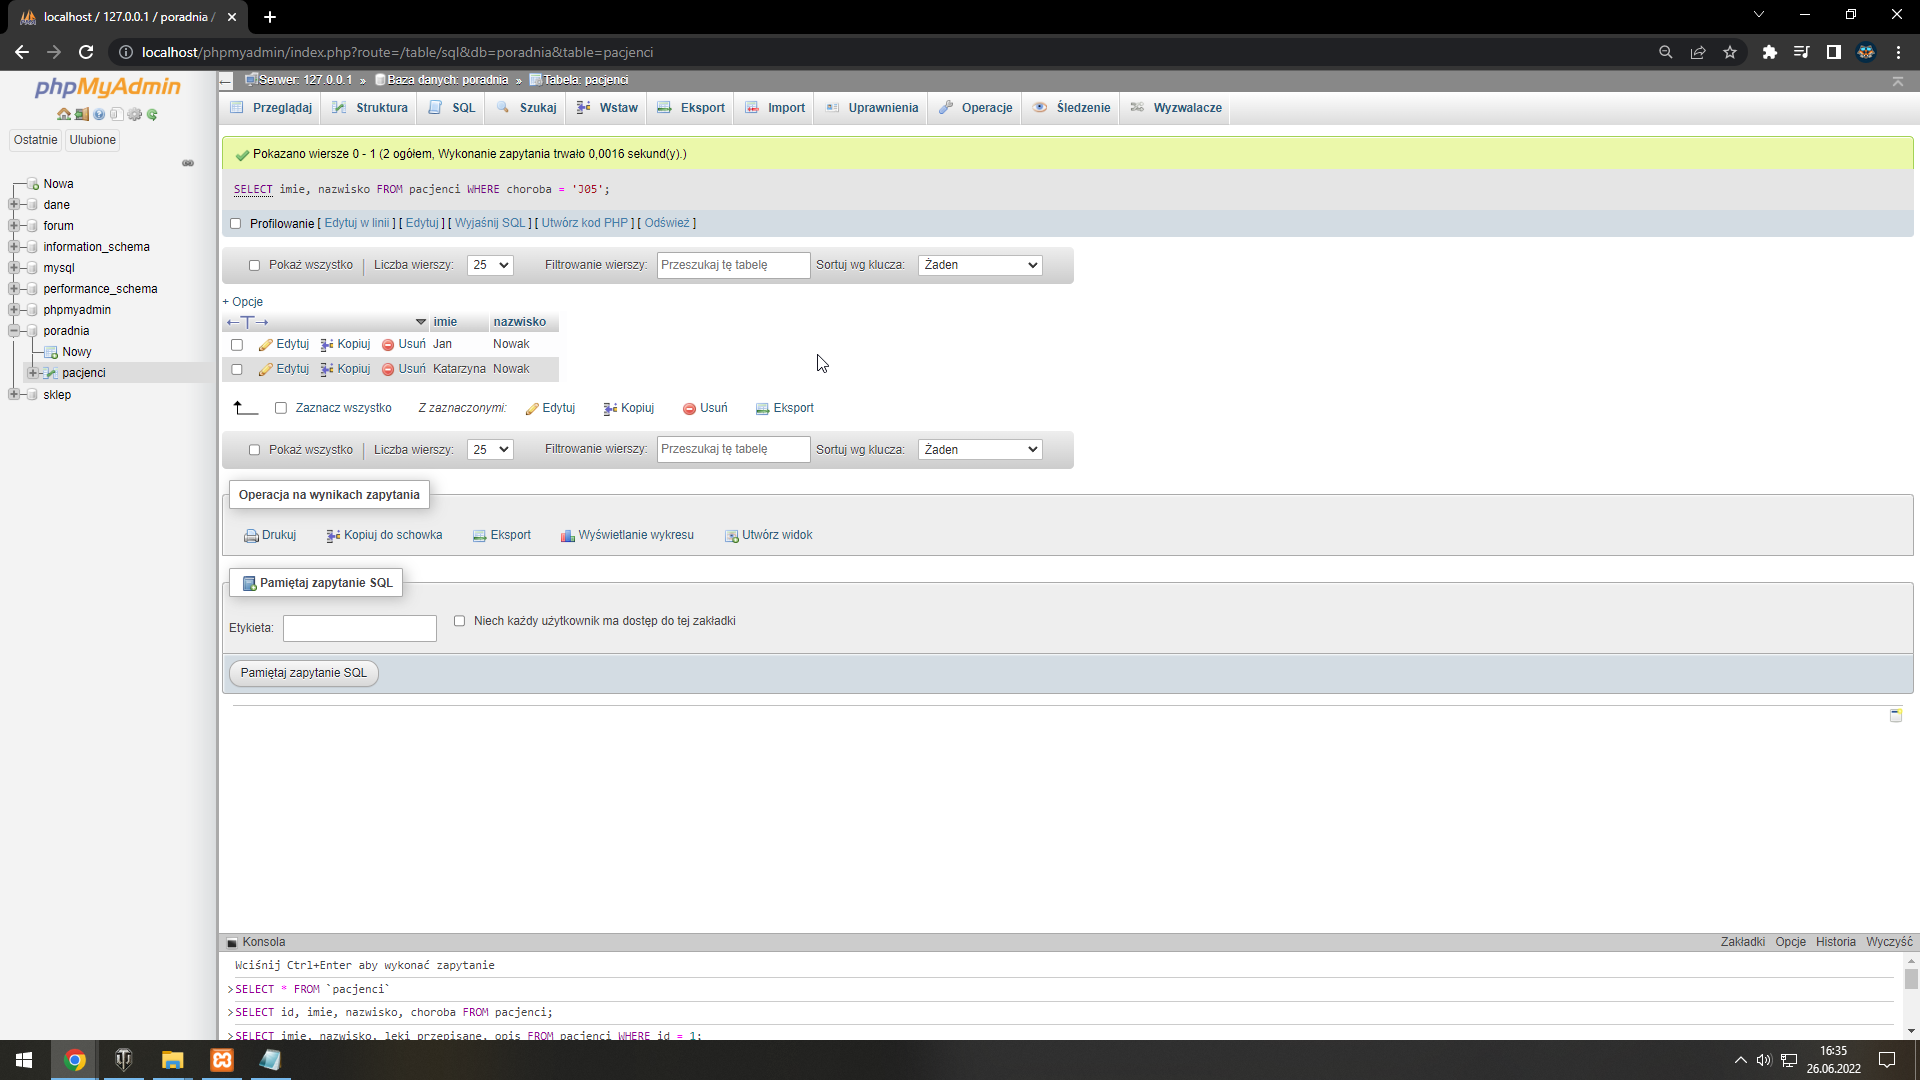 localhost / 127.0.0.1 / poradnia /
localhost/phpmyadmin/index.php?route=/table/sql&db=poradnia&table=pacjenci
phpMyAdmin
Ostatnie Ulubione
Nowa
dane
forum
information_schema
mysql
performance_schema
phpmyadmin
poradnia
Nowy
pacjenci
sklep
Serwer: 127.0.0.1 » Baza danych: poradnia » Tabela: pacjenci
Przeglądaj Struktura SQL Szukaj Wstaw Eksport Import Uprawnienia Operacje Śledzenie Wyzwalacze
Pokazano wiersze 0 - 1 (2 ogółem, Wykonanie zapytania trwało 0,0016 sekund(y).)
SELECT imie, nazwisko FROM pacjenci WHERE choroba = 'J05';
Profilowanie [ Edytuj w linii ] [ Edytuj ] [ Wyjaśnij SQL ] [ Utwórz kod PHP ] [ Odśwież ]
Pokaż wszystko Liczba wierszy: 25 Filtrowanie wierszy: Przeszukaj tę tabelę Sortuj wg klucza: Żaden
+ Opcje
←T→ imie nazwisko
Edytuj Kopiuj Usuń Jan Nowak
Edytuj Kopiuj Usuń Katarzyna Nowak
Zaznacz wszystko Z zaznaczonymi: Edytuj Kopiuj Usuń Eksport
Pokaż wszystko Liczba wierszy: 25 Filtrowanie wierszy: Przeszukaj tę tabelę Sortuj wg klucza: Żaden
Operacja na wynikach zapytania
Drukuj Kopiuj do schowka Eksport Wyświetlanie wykresu Utwórz widok
Pamiętaj zapytanie SQL
Etykieta: Niech każdy użytkownik ma dostęp do tej zakładki
Pamiętaj zapytanie SQL
Konsola Zakładki Opcje Historia Wyczyść
Wciśnij Ctrl+Enter aby wykonać zapytanie
>SELECT * FROM `pacjenci`
>SELECT id, imie, nazwisko, choroba FROM pacjenci;
>SELECT imie, nazwisko, leki_przepisane, opis FROM pacjenci WHERE id = 1;
16:35
26.06.2022